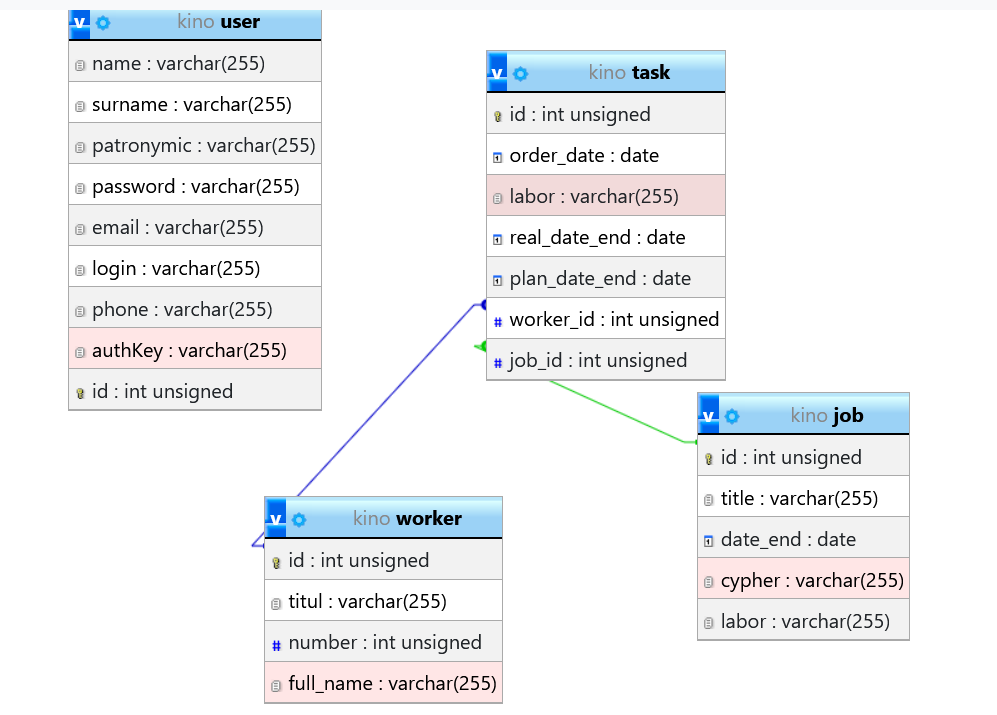 v kino user
name : varchar(255)
surname : varchar(255)
patronymic : varchar(255)
password : varchar(255)
email : varchar(255)
login : varchar(255)
phone : varchar(255)
authKey : varchar(255)
id : int unsigned
v kino task
id : int unsigned
order_date : date
labor : varchar(255)
real_date_end : date
plan_date_end : date
# worker_id : int unsigned
# job_id : int unsigned
v kino job
id : int unsigned
title : varchar(255)
date_end : date
cypher : varchar(255)
labor : varchar(255)
v kino worker
id : int unsigned
titul : varchar(255)
# number : int unsigned
full_name : varchar(255)